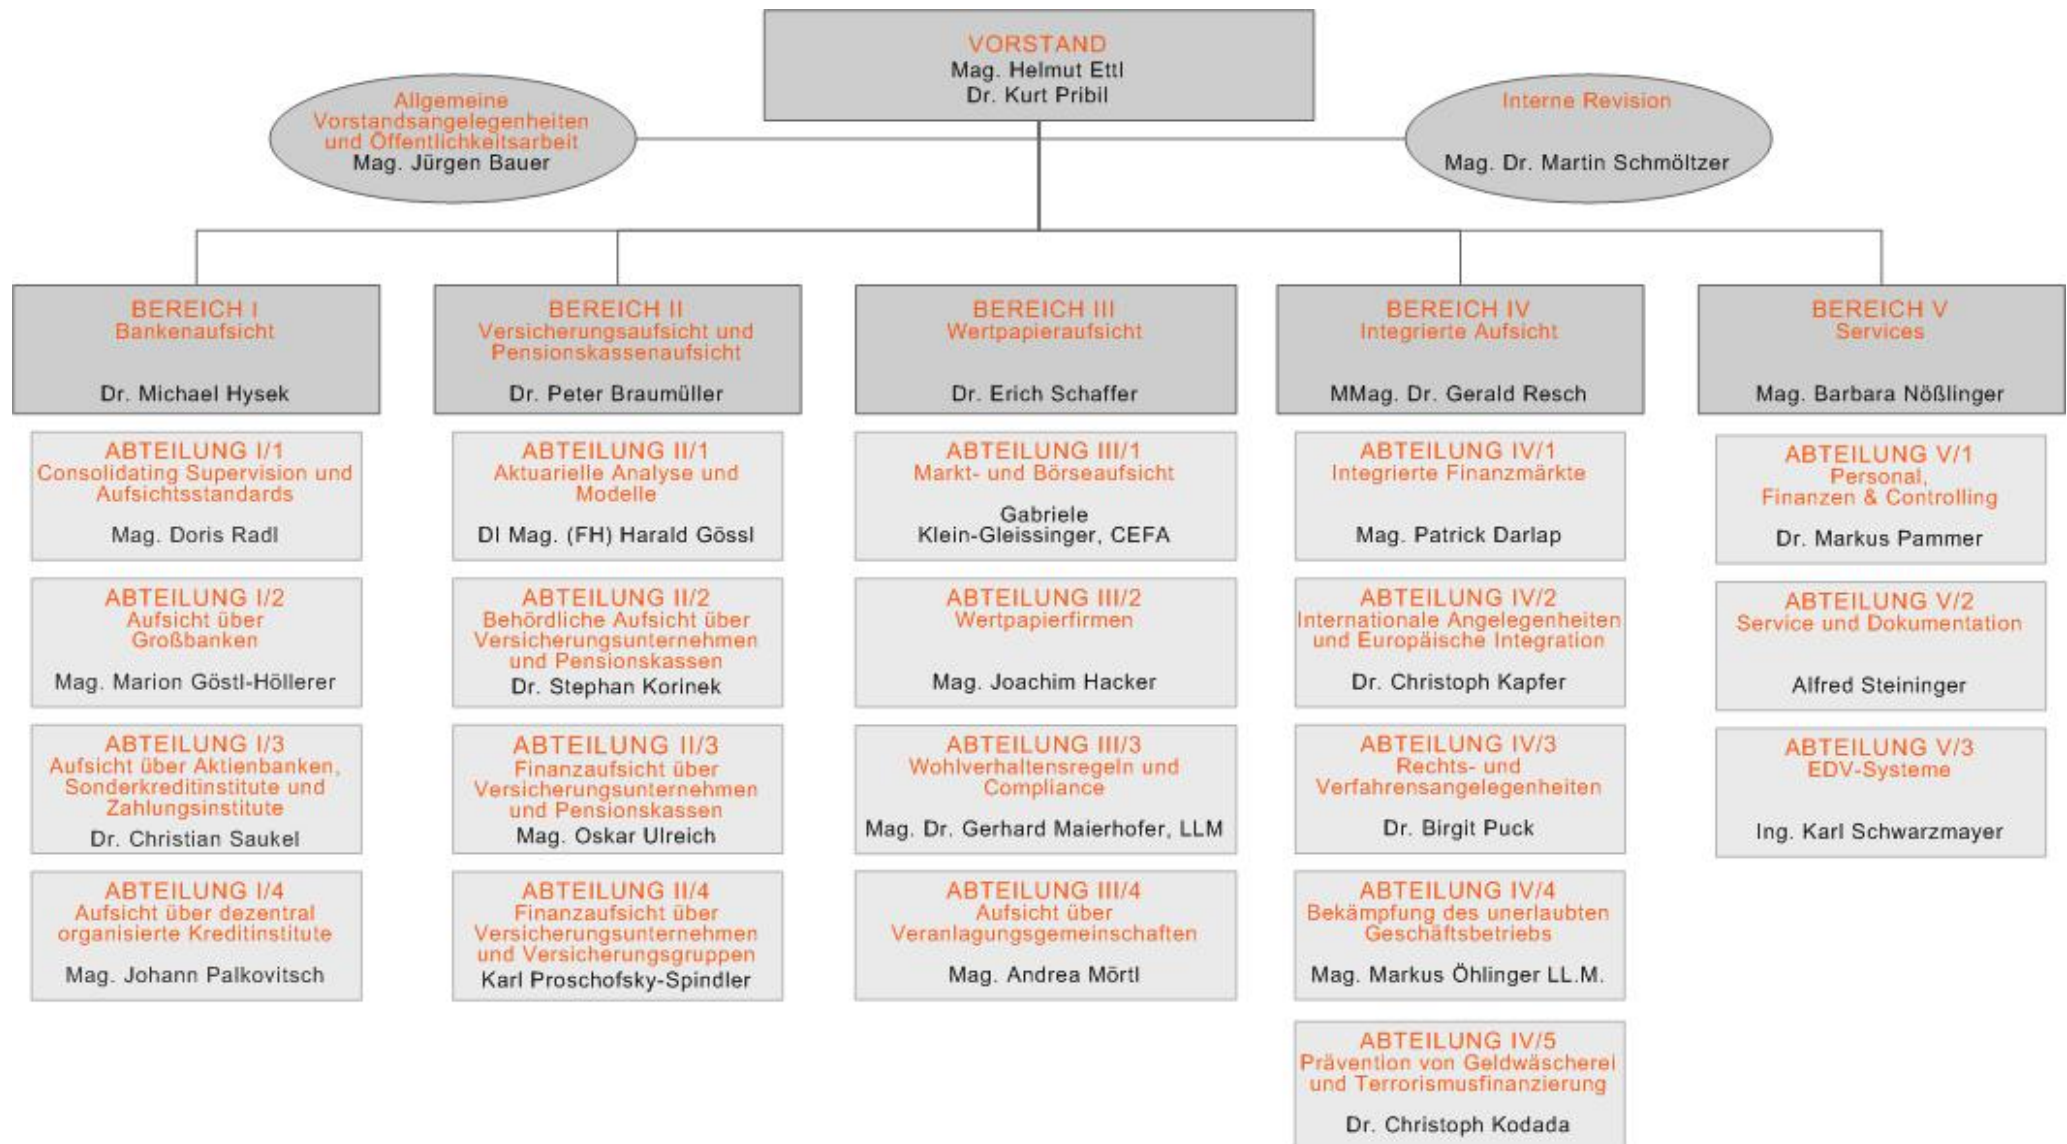 VORSTAND
Mag. Helmut Ettl
Dr. Kurt Pribil
Allgemeine
Vorstandsangelegenheiten
und Öffentlichkeitsarbeit
Mag. Jürgen Bauer
Interne Revision
Mag. Dr. Martin Schmöltzer
BEREICH I
Bankenaufsicht
Dr. Michael Hysek
ABTEILUNG I/1
Consolidating Supervision und
Aufsichtsstandards
Mag. Doris Radl
ABTEILUNG I/2
Aufsicht über
Großbanken
Mag. Marion Göstl-Höllerer
ABTEILUNG I/3
Aufsicht über Aktienbanken,
Sonderkreditinstitute und
Zahlungsinstitute
Dr. Christian Saukel
ABTEILUNG I/4
Aufsicht über dezentral
organisierte Kreditinstitute
Mag. Johann Palkovitsch
BEREICH II
Versicherungsaufsicht und
Pensionskassenaufsicht
Dr. Peter Braumüller
ABTEILUNG II/1
Aktuarielle Analyse und
Modelle
DI Mag. (FH) Harald Gössl
ABTEILUNG II/2
Behördliche Aufsicht über
Versicherungsunternehmen
und Pensionskassen
Dr. Stephan Korinek
ABTEILUNG II/3
Finanzaufsicht über
Versicherungsunternehmen
und Pensionskassen
Mag. Oskar Ulreich
ABTEILUNG II/4
Finanzaufsicht über
Versicherungsunternehmen
und Versicherungsgruppen
Karl Proschofsky-Spindler
BEREICH III
Wertpapieraufsicht
Dr. Erich Schaffer
ABTEILUNG III/1
Markt- und Börseaufsicht
Gabriele
Klein-Gleissinger, CEFA
ABTEILUNG III/2
Wertpapierfirmen
Mag. Joachim Hacker
ABTEILUNG III/3
Wohlverhaltensregeln und
Compliance
Mag. Dr. Gerhard Maierhofer, LLM
ABTEILUNG III/4
Aufsicht über
Veranlagungsgemeinschaften
Mag. Andrea Mörtl
BEREICH IV
Integrierte Aufsicht
MMag. Dr. Gerald Resch
ABTEILUNG IV/1
Integrierte Finanzmärkte
Mag. Patrick Darlap
ABTEILUNG IV/2
Internationale Angelegenheiten
und Europäische Integration
Dr. Christoph Kapfer
ABTEILUNG IV/3
Rechts- und
Verfahrensangelegenheiten
Dr. Birgit Puck
ABTEILUNG IV/4
Bekämpfung des unerlaubten
Geschäftsbetriebs
Mag. Markus Öhlinger LL.M.
ABTEILUNG IV/5
Prävention von Geldwäscherei
und Terrorismusfinanzierung
Dr. Christoph Kodada
BEREICH V
Services
Mag. Barbara Nößlinger
ABTEILUNG V/1
Personal,
Finanzen & Controlling
Dr. Markus Pammer
ABTEILUNG V/2
Service und Dokumentation
Alfred Steininger
ABTEILUNG V/3
EDV-Systeme
Ing. Karl Schwarzmayer